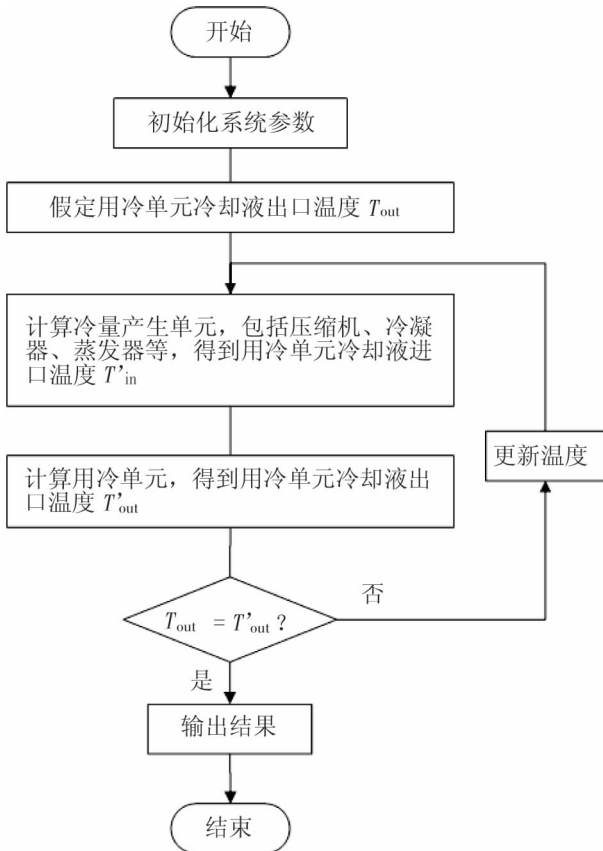 开始
初始化系统参数
假定用冷单元冷却液出口温度 Tout
计算冷量产生单元，包括压缩机、冷凝
器、蒸发器等，得到用冷单元冷却液进
口温度 T’in
更新温度
计算用冷单元，得到用冷单元冷却液出
口温度 T’out
否
Tout = T’out ?
是
输出结果
结束